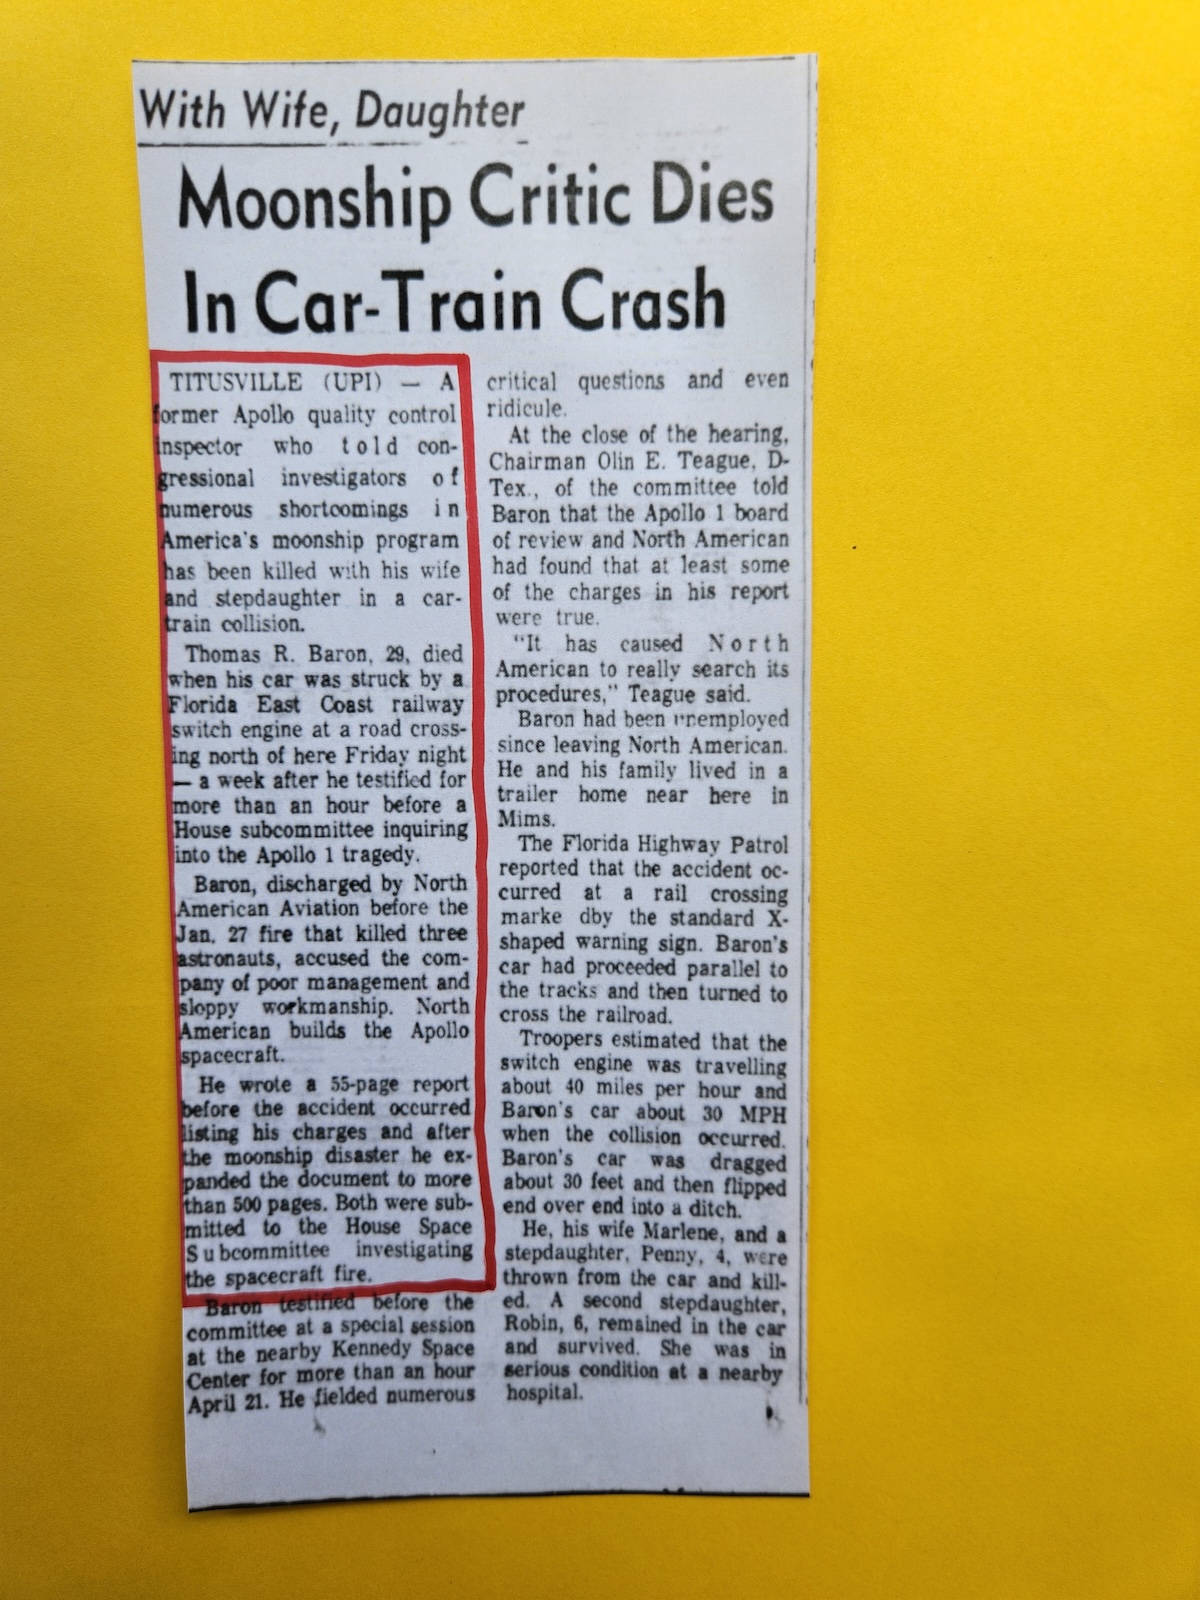 With Wife, Daughter
Moonship Critic Dies
In Car-Train Crash
TITUSVILLE (UPI) — A
former Apollo quality control
inspector who told con-
gressional investigators of
numerous shortcomings in
America's moonship program
has been killed with his wife
and stepdaughter in a car-
train collision.
Thomas R. Baron, 29, died
when his car was struck by a
Florida East Coast railway
switch engine at a road cross-
ing north of here Friday night
— a week after he testified for
more than an hour before a
House subcommittee inquiring
into the Apollo 1 tragedy.
Baron, discharged by North
American Aviation before the
Jan. 27 fire that killed three
astronauts, accused the com-
pany of poor management and
sloppy workmanship. North
American builds the Apollo
spacecraft.
He wrote a 55-page report
before the accident occurred
listing his charges and after
the moonship disaster he ex-
panded the document to more
than 500 pages. Both were sub-
mitted to the House Space
Subcommittee investigating
the spacecraft fire.
Baron testified before the
committee at a special session
at the nearby Kennedy Space
Center for more than an hour
April 21. He fielded numerous
critical questions and even
ridicule.
At the close of the hearing,
Chairman Olin E. Teague, D-
Tex., of the committee told
Baron that the Apollo 1 board
of review and North American
had found that at least some
of the charges in his report
were true.
"It has caused North
American to really search its
procedures," Teague said.
Baron had been unemployed
since leaving North American.
He and his family lived in a
trailer home near here in
Mims.
The Florida Highway Patrol
reported that the accident oc-
curred at a rail crossing
marke dby the standard X-
shaped warning sign. Baron's
car had proceeded parallel to
the tracks and then turned to
cross the railroad.
Troopers estimated that the
switch engine was travelling
about 40 miles per hour and
Baron's car about 30 MPH
when the collision occurred.
Baron's car was dragged
about 30 feet and then flipped
end over end into a ditch.
He, his wife Marlene, and a
stepdaughter, Penny, 4, were
thrown from the car and kill-
ed. A second stepdaughter,
Robin, 6, remained in the car
and survived. She was in
serious condition at a nearby
hospital.